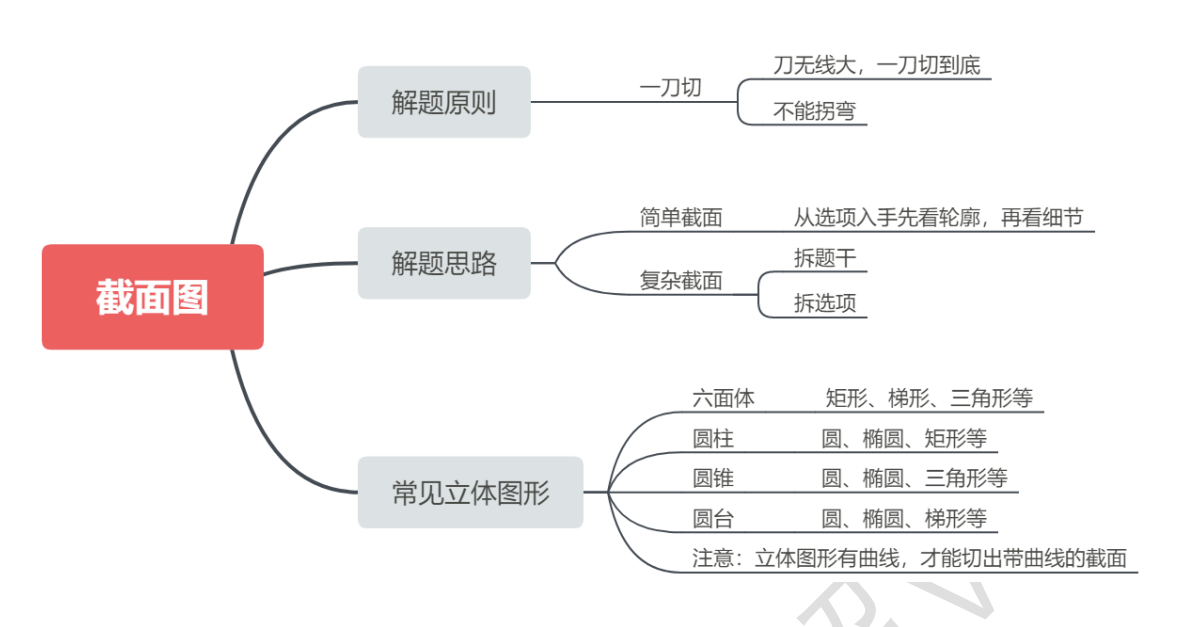 截面图
解题原则
一刀切
刀无线大，一刀切到底
不能拐弯
解题思路
简单截面
从选项入手先看轮廓，再看细节
复杂截面
拆题干
拆选项
常见立体图形
六面体
矩形、梯形、三角形等
圆柱
圆、椭圆、矩形等
圆锥
圆、椭圆、三角形等
圆台
圆、椭圆、梯形等
注意：立体图形有曲线，才能切出带曲线的截面